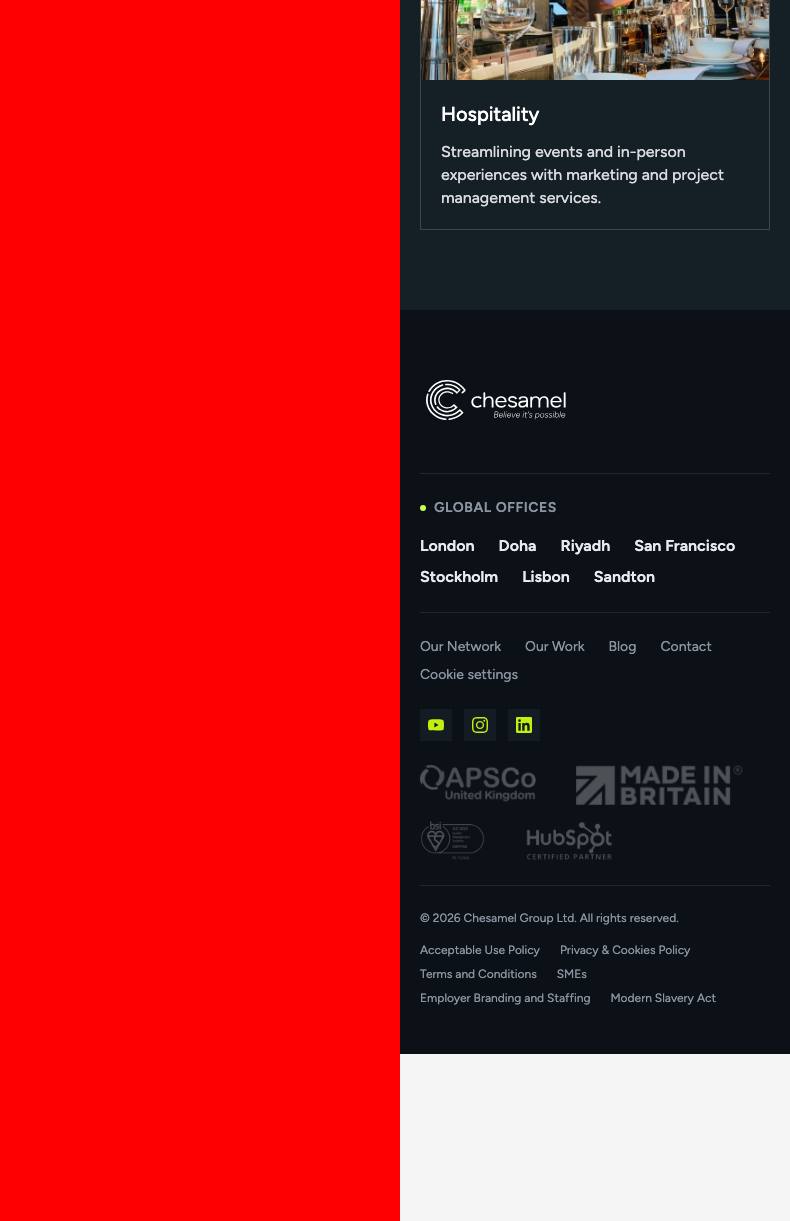 Hospitality
Streamlining events and in-person
experiences with marketing and project
management services.
chesamel
Believe it's possible
GLOBAL OFFICES
London Doha Riyadh San Francisco
Stockholm Lisbon Sandton
Our Network Our Work Blog Contact
Cookie settings
APSCo
United Kingdom
MADE IN
BRITAIN®
bsi
HubSpot
CERTIFIED PARTNER
© 2026 Chesamel Group Ltd. All rights reserved.
Acceptable Use Policy Privacy & Cookies Policy
Terms and Conditions SMEs
Employer Branding and Staffing Modern Slavery Act